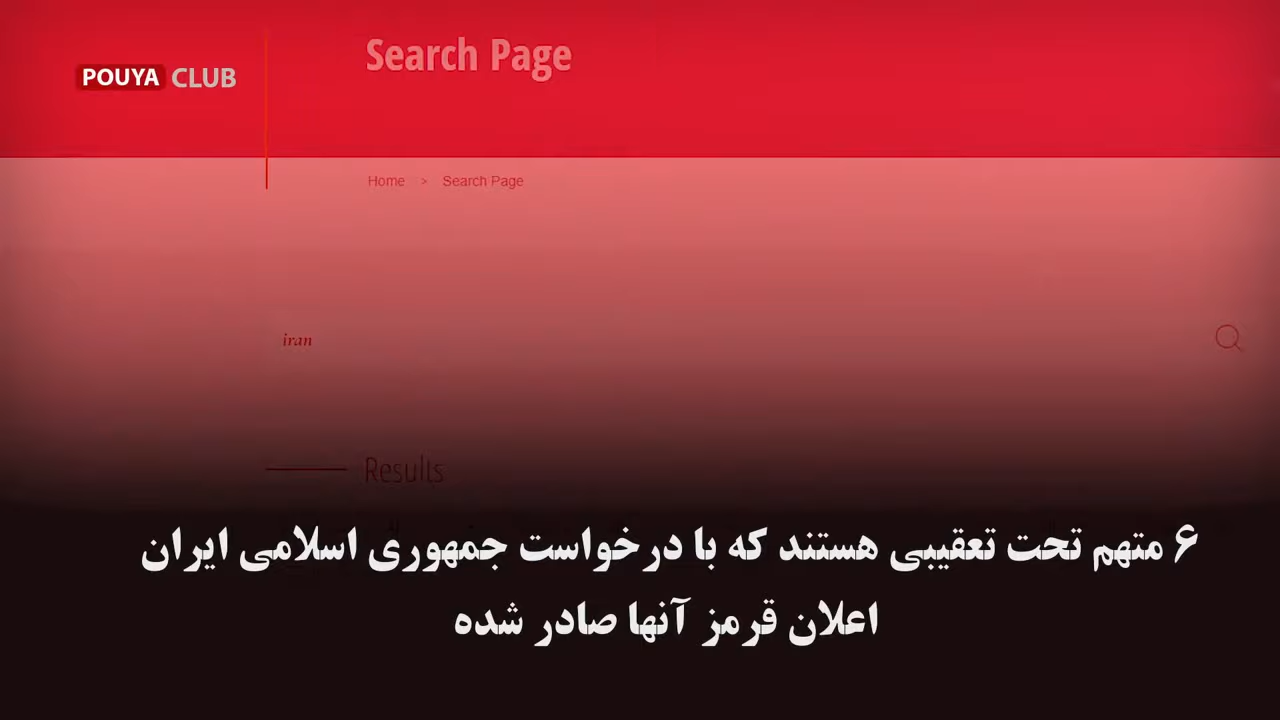 Search Page
POUYA CLUB
Home > Search Page
iran
Results
۶ متهم تحت تعقیبی هستند که با درخواست جمهوری اسلامی ایران
اعلان قرمز آنها صادر شده